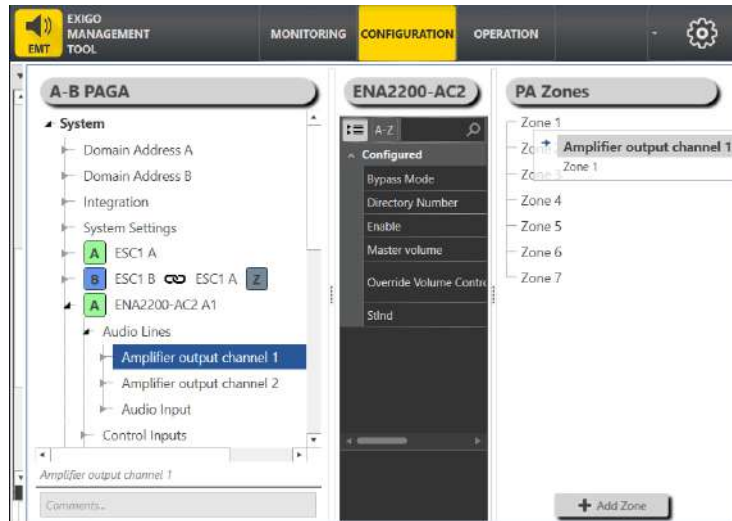 EXIGO
MANAGEMENT
TOOL
EMT
MONITORING
CONFIGURATION
OPERATION
A-B PAGA
System
Domain Address A
Domain Address B
Integration
System Settings
A ESC1 A
B ESC1 B ESC1 A Z
A ENA2200-AC2 A1
Audio Lines
Amplifier output channel 1
Amplifier output channel 2
Audio Input
Control Inputs
Amplifier output channel 1
Comments...
ENA2200-AC2
A-Z
Configured
Bypass Mode
Directory Number
Enable
Master volume
Override Volume Contro
StInd
PA Zones
Zone 1
Amplifier output channel 1
Zone 1
Zone 4
Zone 5
Zone 6
Zone 7
+ Add Zone